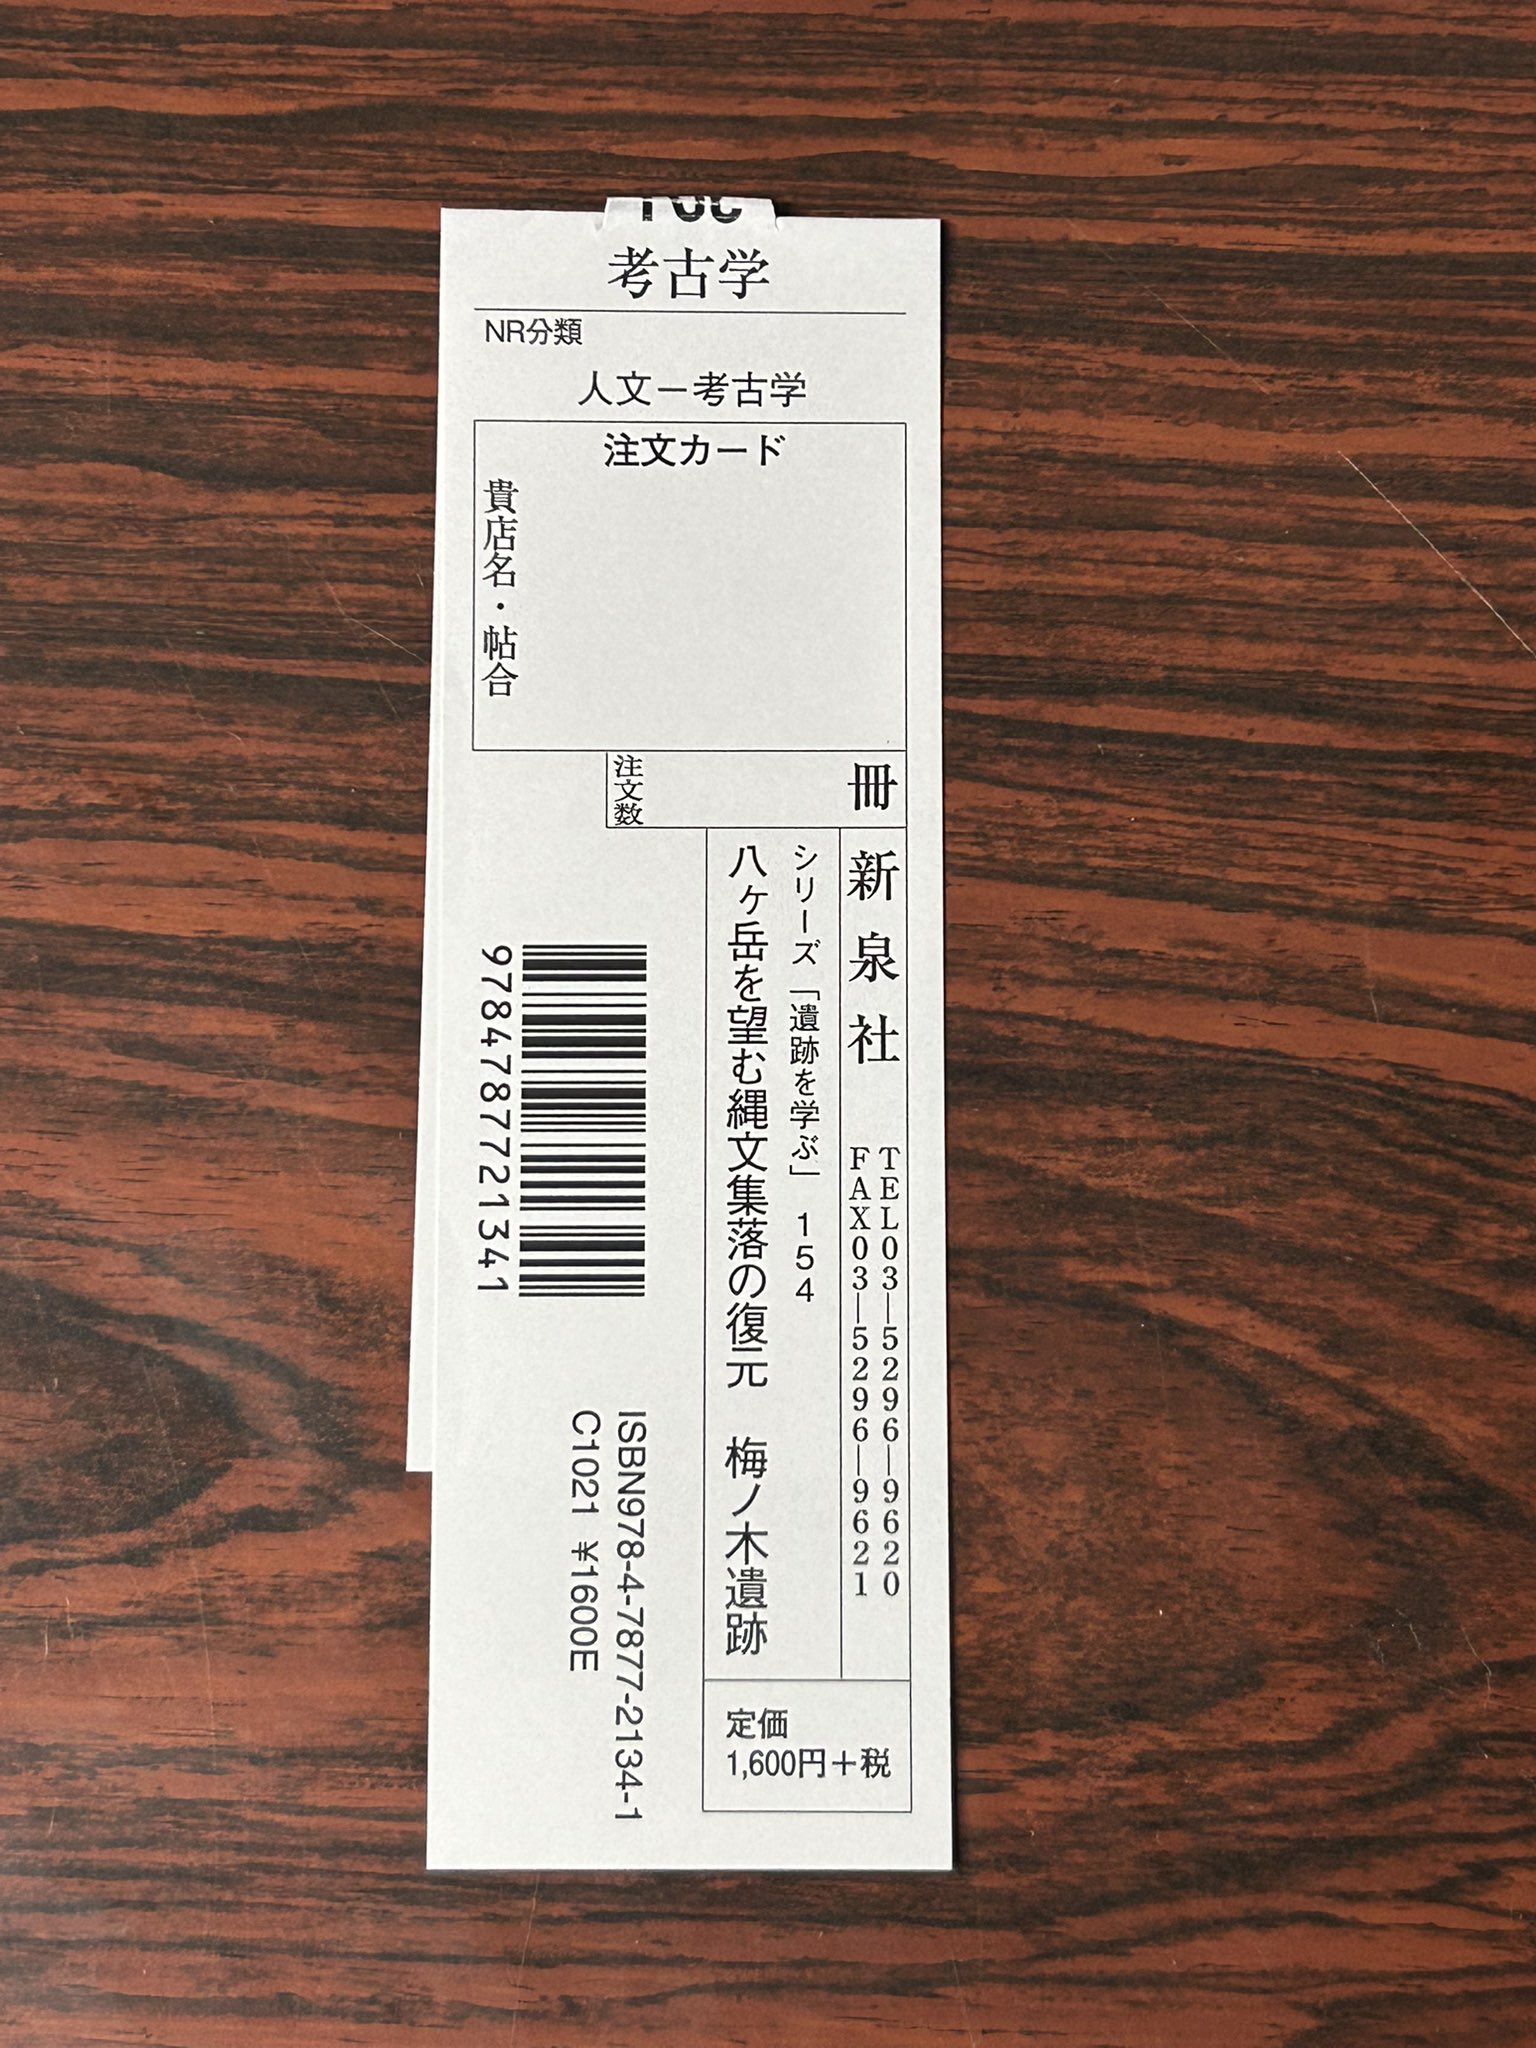 考古学
NR分類
人文ー考古学
注文カード
貴店名・帖合
注文数
冊
新泉社
TEL03―5296―9620
FAX03―5296―9621
シリーズ「遺跡を学ぶ」 154
八ヶ岳を望む縄文集落の復元 梅ノ木遺跡
定価
1,600円＋税
9784787721341
ISBN978-4-7877-2134-1
C1021 ¥1600E